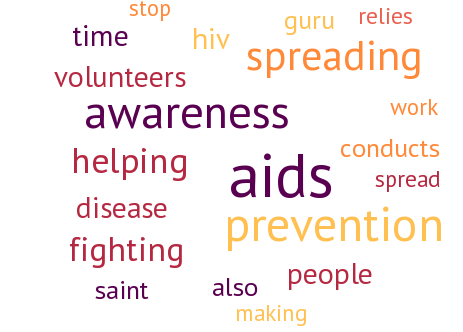 stop
guru
relies
time
hiv
spreading
volunteers
awareness
work
helping
conducts
aids
spread
disease
prevention
fighting
people
saint
also
making